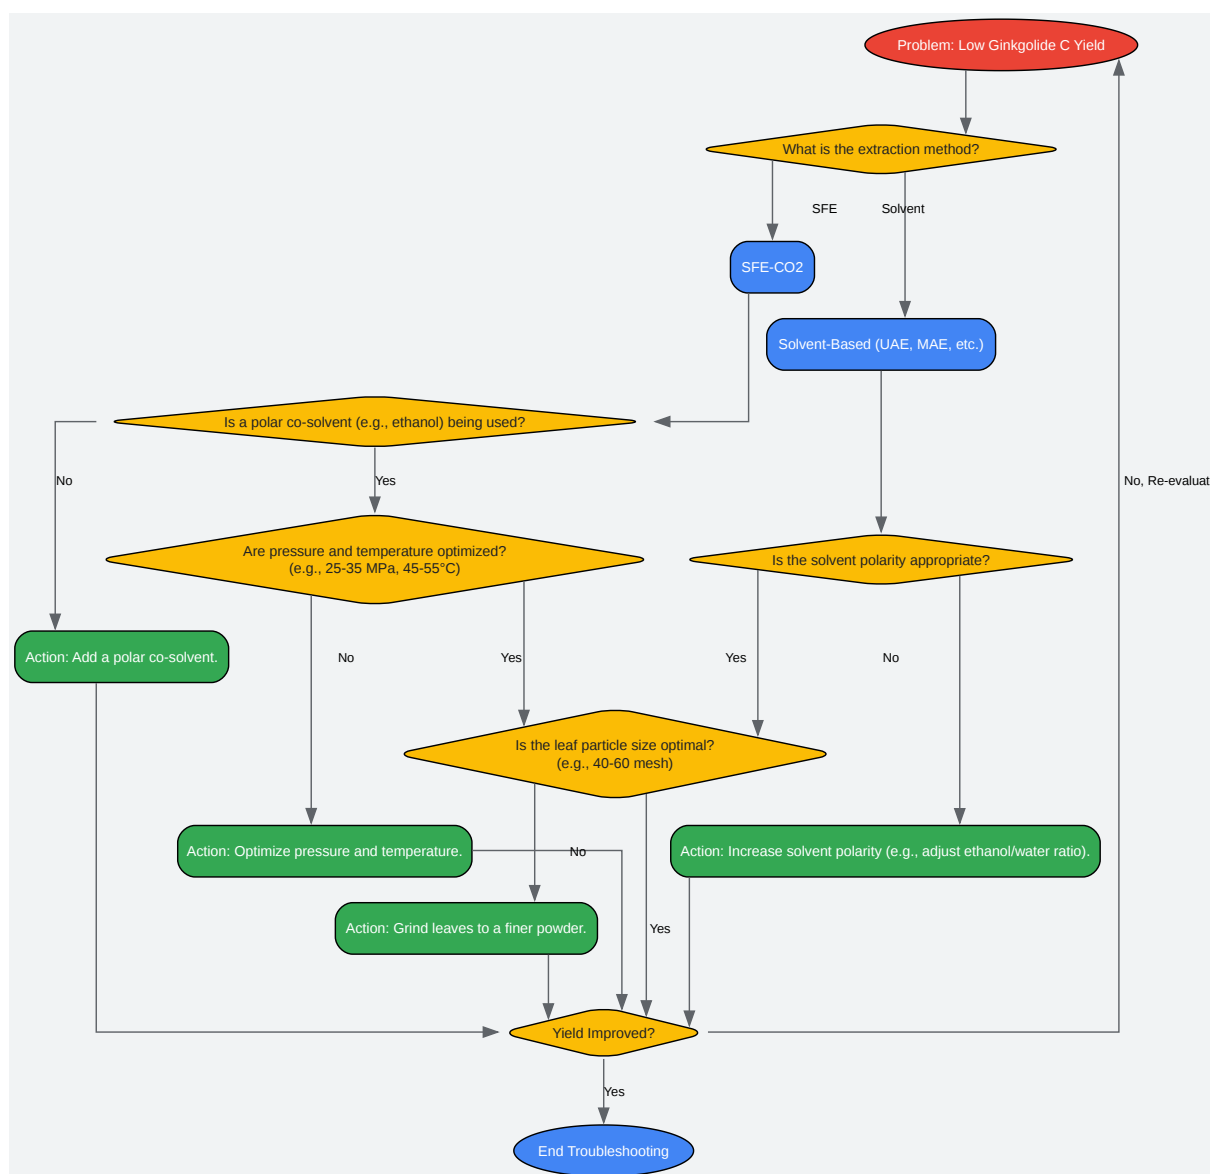 Problem: Low Ginkgolide C Yield
What is the extraction method?
SFE
Solvent
SFE-CO2
Solvent-Based (UAE, MAE, etc.)
Is a polar co-solvent (e.g., ethanol) being used?
No
Yes
No, Re-evaluat
Are pressure and temperature optimized?
(e.g., 25-35 MPa, 45-55°C)
Is the solvent polarity appropriate?
Action: Add a polar co-solvent.
No
Yes
Yes
No
Is the leaf particle size optimal?
(e.g., 40-60 mesh)
Action: Optimize pressure and temperature.
No
Action: Increase solvent polarity (e.g., adjust ethanol/water ratio).
Action: Grind leaves to a finer powder.
Yes
Yield Improved?
Yes
End Troubleshooting